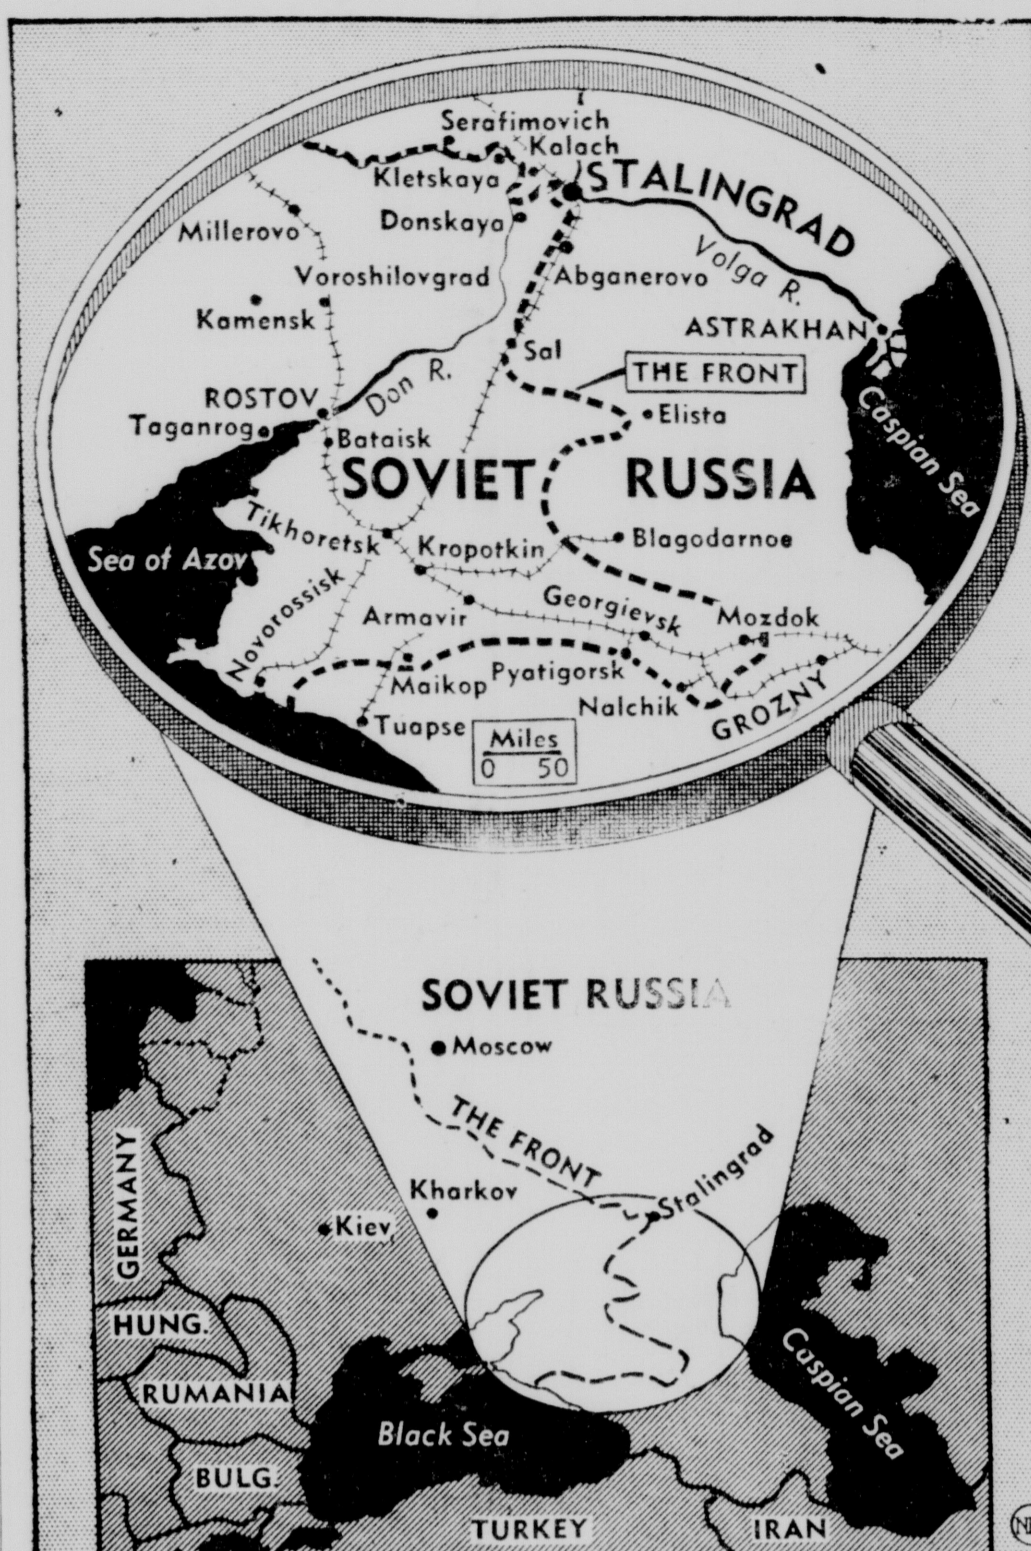 Serafimovich
Kalach
Kletskaya
STALINGRAD
Donskaya
Millerovo
Volga R.
Voroshilovgrad
Abganerovo
Kamensk
ASTRAKHAN
Sal
Don R.
THE FRONT
ROSTOV
Elista
Taganrog
Bataisk
Caspian Sea
SOVIET RUSSIA
Tikhoretsk
Kropotkin
Blagodarnoe
Sea of Azov
Novorossisk
Armavir
Georgievsk
Mozdok
Maikop
Pyatigorsk
Nalchik
GROZNY
Tuapse
Miles
0 50
SOVIET RUSSIA
Moscow
THE FRONT
Stalingrad
Kharkov
Kiev
GERMANY
HUNG.
RUMANIA
Caspian Sea
Black Sea
BULG.
TURKEY
IRAN